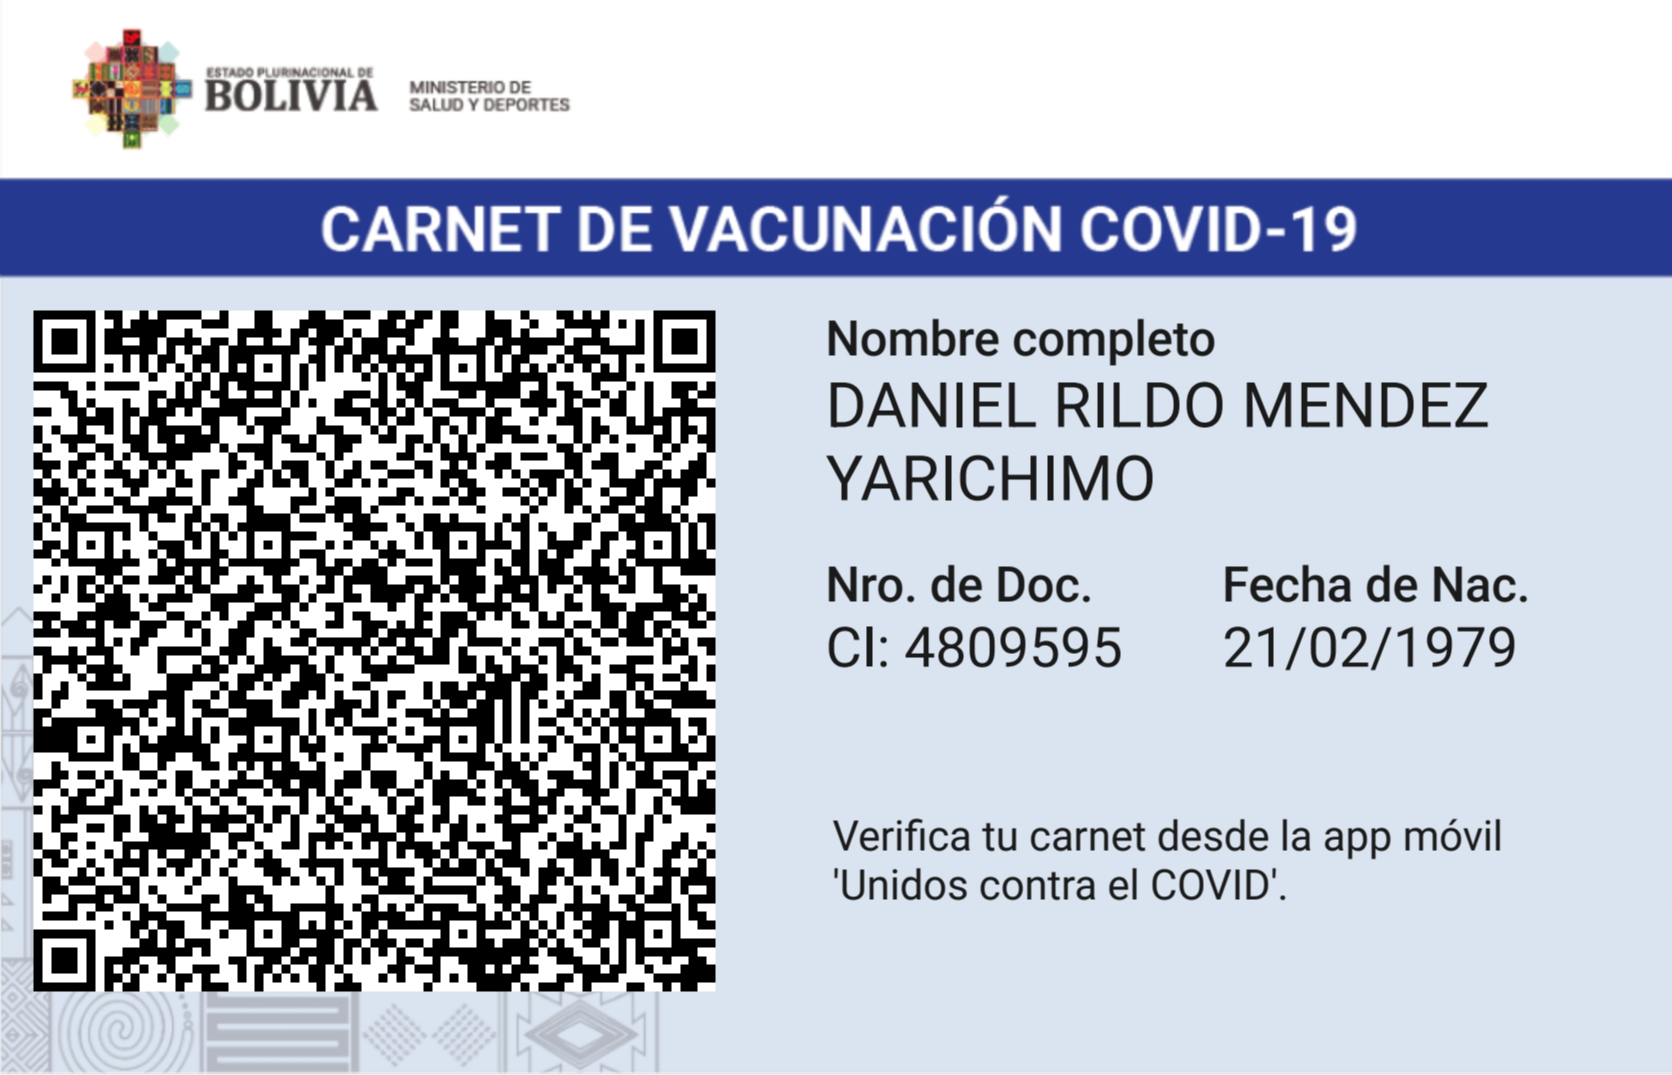 ESTADO PLURINACIONAL DE
BOLIVIA
MINISTERIO DE
SALUD Y DEPORTES
CARNET DE VACUNACIÓN COVID-19
Nombre completo
DANIEL RILDO MENDEZ
YARICHIMO
Nro. de Doc. Fecha de Nac.
CI: 4809595 21/02/1979
Verifica tu carnet desde la app móvil
'Unidos contra el COVID'.